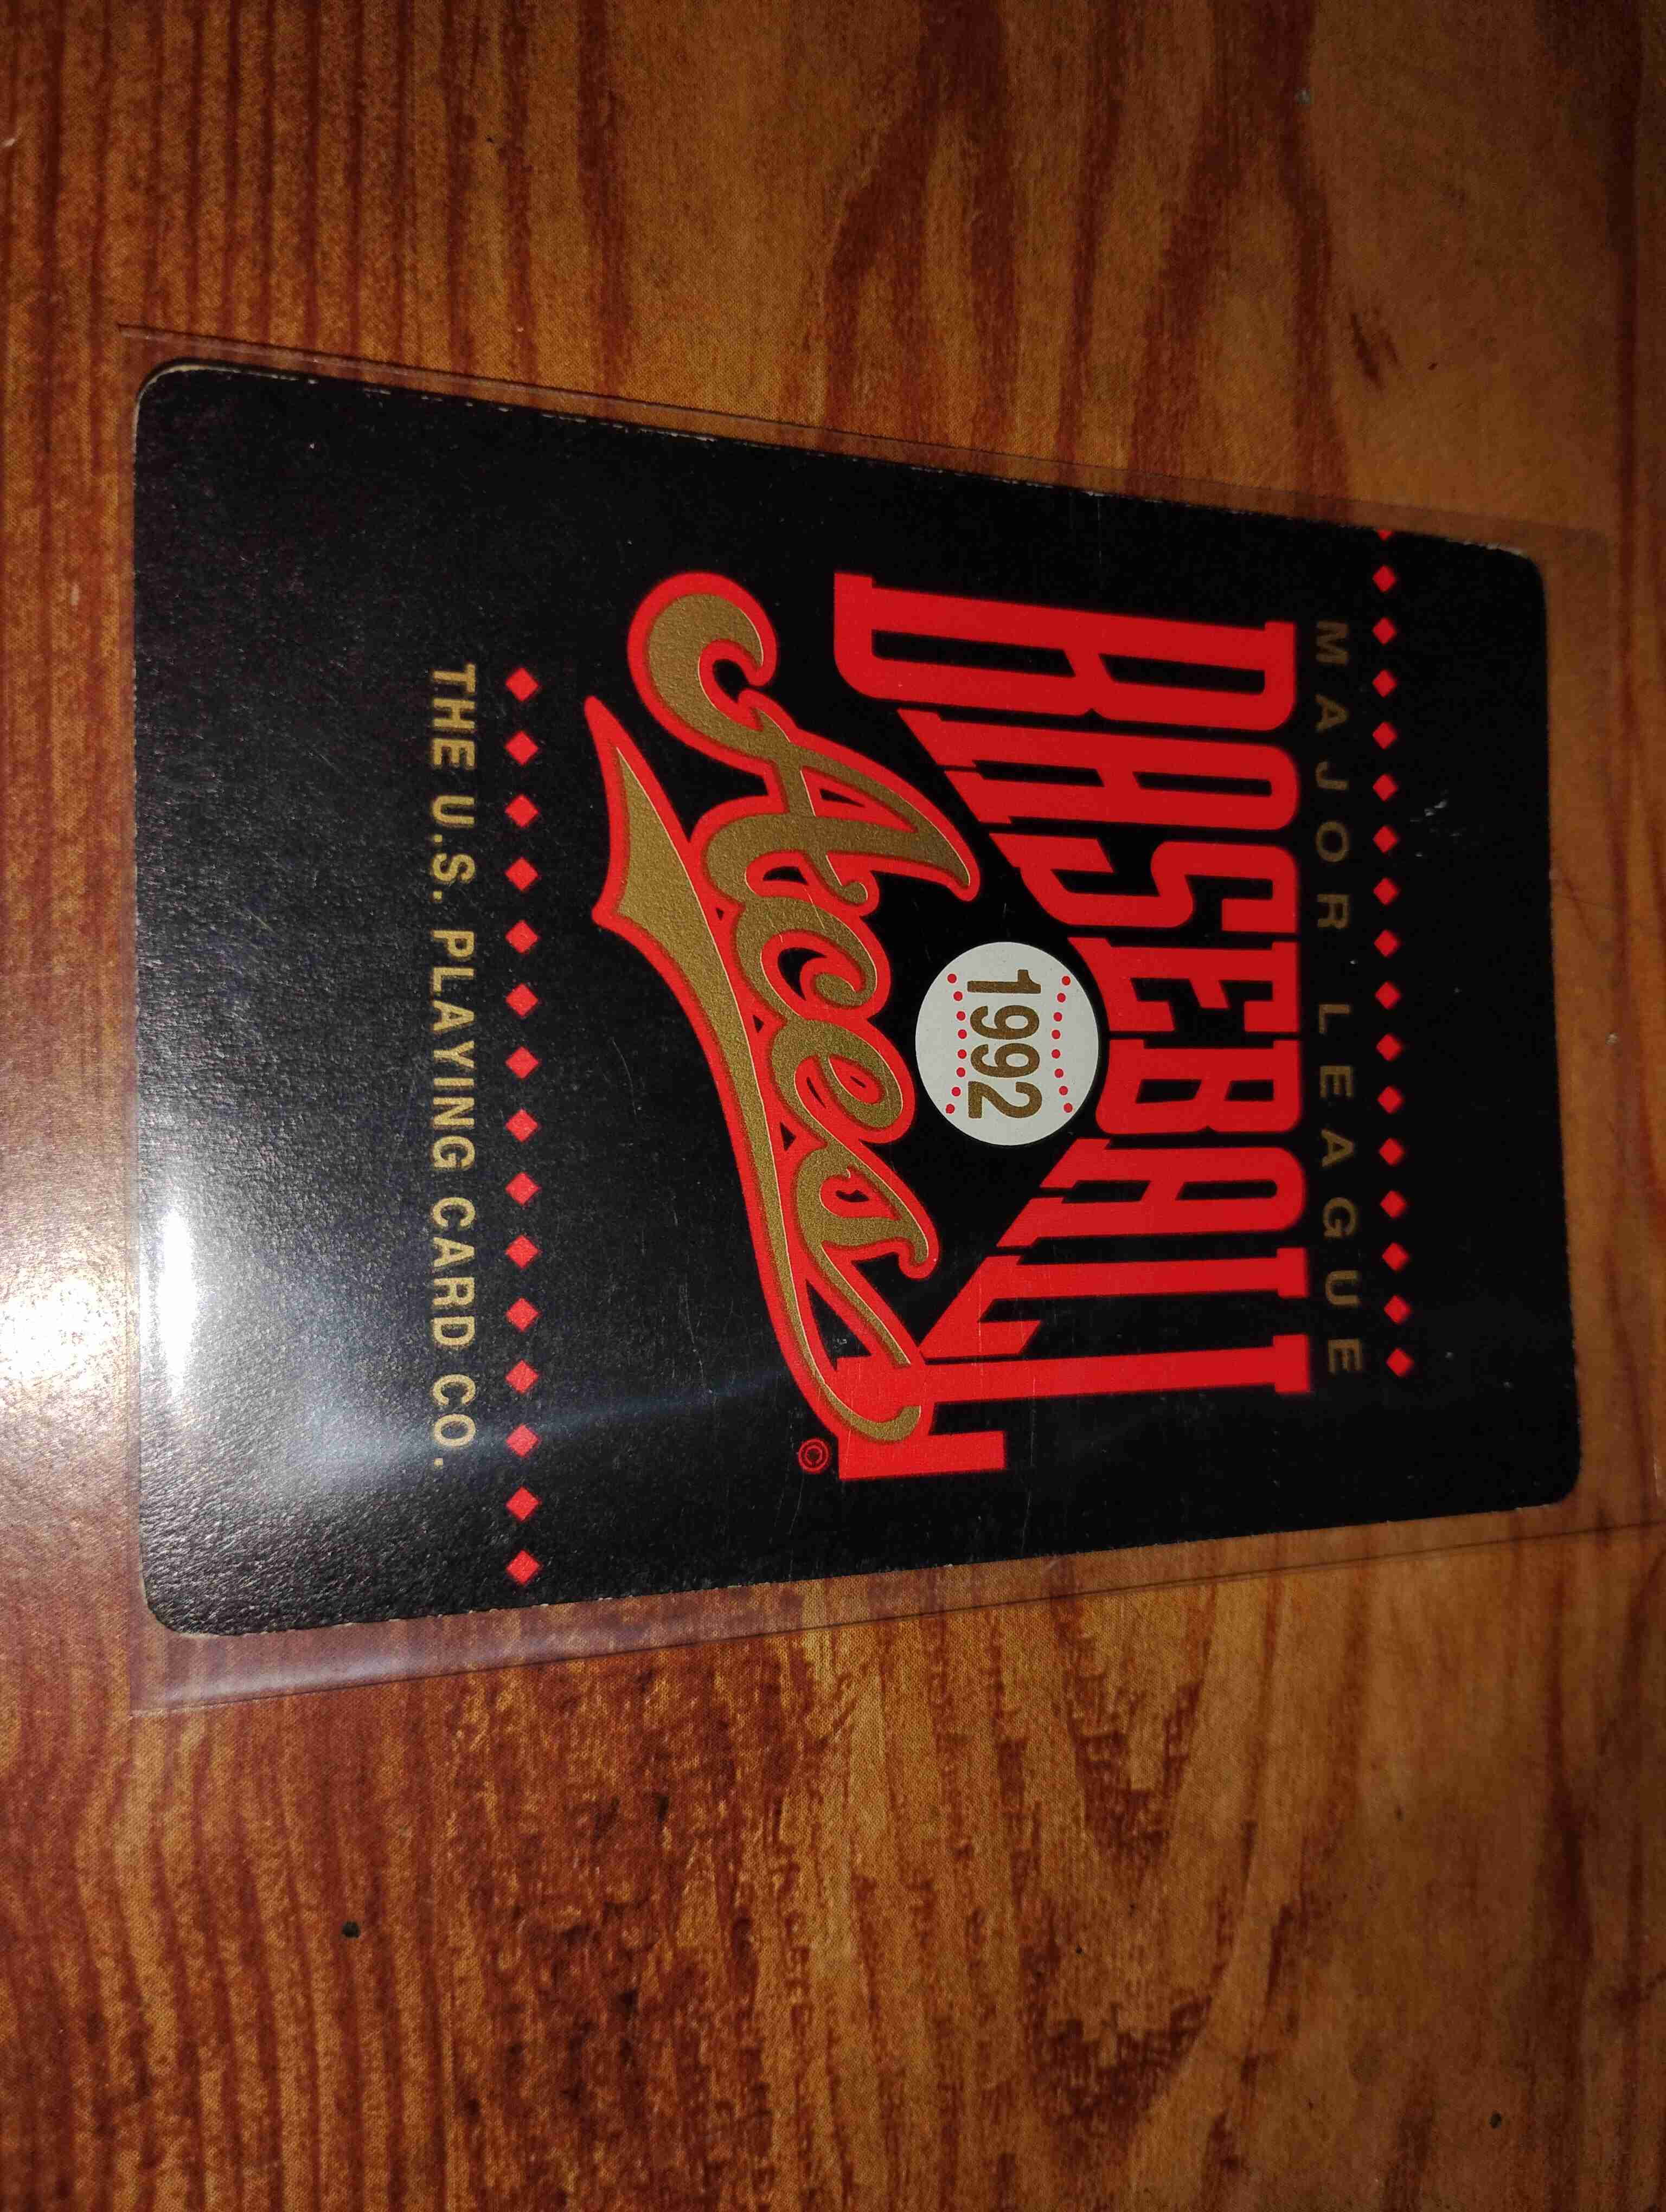 MAJOR LEAGUE
BASEBALL
1992
Aces
©
THE U.S. PLAYING CARD CO.